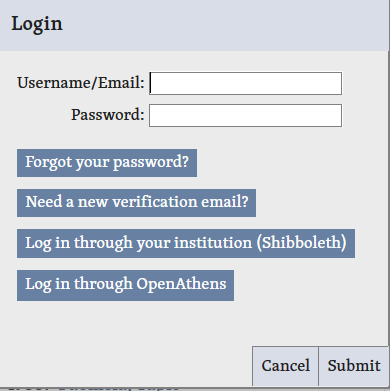 Login
Username/Email:
Password:
Forgot your password?
Need a new verification email?
Log in through your institution (Shibboleth)
Log in through OpenAthens
Cancel Submit